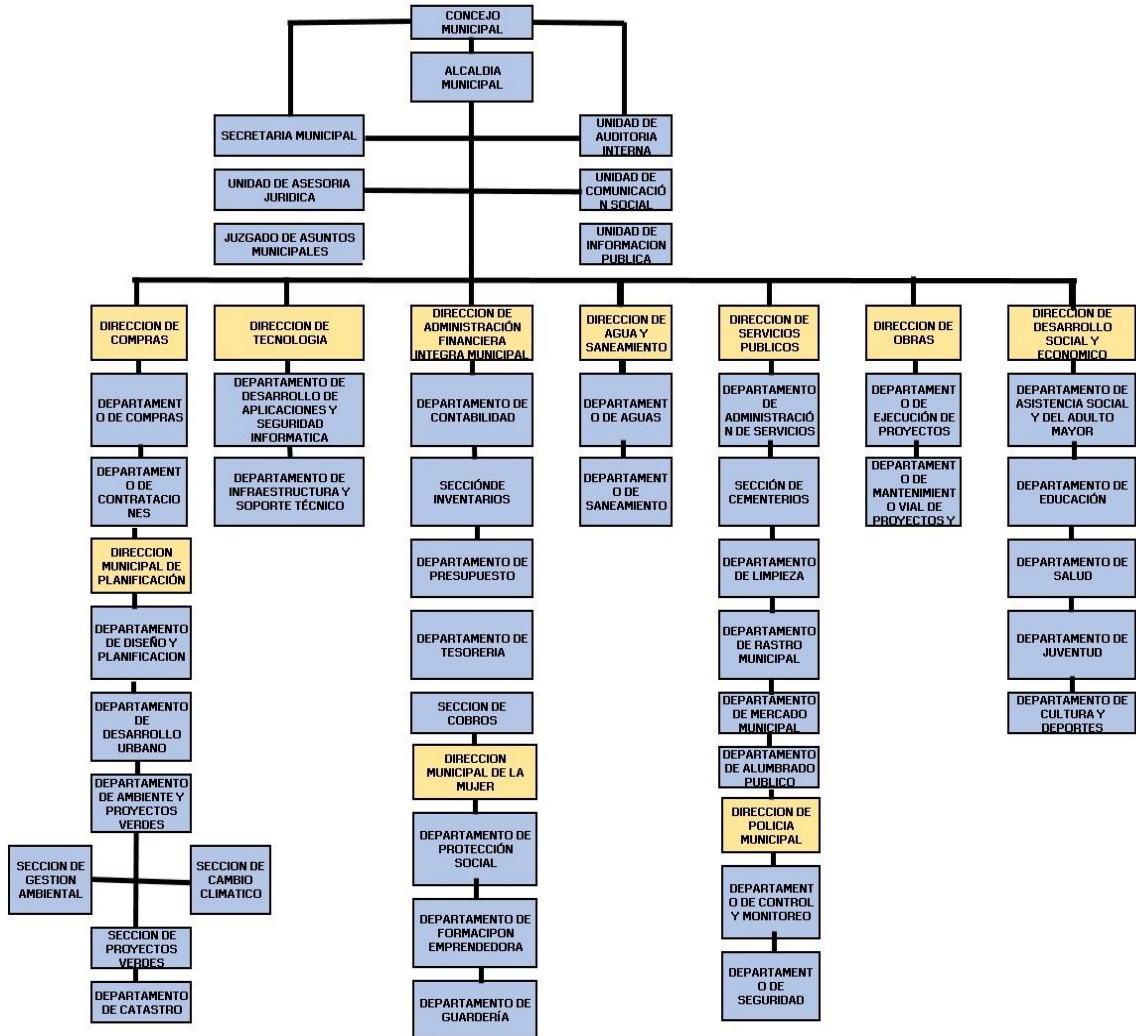 CONCEJO
MUNICIPAL
ALCALDIA
MUNICIPAL
SECRETARIA MUNICIPAL
UNIDAD DE
AUDITORIA
INTERNA
UNIDAD DE ASESORIA
JURIDICA
UNIDAD DE
COMUNICACIÓ
N SOCIAL
JUZGADO DE ASUNTOS
MUNICIPALES
UNIDAD DE
INFORMACION
PUBLICA
DIRECCION DE
COMPRAS
DEPARTAMENT
O DE COMPRAS
DEPARTAMENT
O DE
CONTRATACIO
NES
DIRECCION
MUNICIPAL DE
PLANIFICACIÓN
DEPARTAMENTO
DE DISEÑO Y
PLANIFICACION
DEPARTAMENTO
DE
DESARROLLO
URBANO
DEPARTAMENTO
DE AMBIENTE Y
PROYECTOS
VERDES
SECCION DE
GESTION
AMBIENTAL
SECCION DE
CAMBIO
CLIMATICO
SECCION DE
PROYECTOS
VERDES
DEPARTAMENTO
DE CATASTRO
DIRECCION DE
TECNOLOGIA
DEPARTAMENTO DE
DESARROLLO DE
APLICACIONES Y
SEGURIDAD
INFORMATICA
DEPARTAMENTO DE
INFRAESTRUCTURA Y
SOPORTE TÉCNICO
DIRECCION DE
ADMINISTRACIÓN
FINANCIERA
INTEGRA MUNICIPAL
DEPARTAMENTO
DE CONTABILIDAD
SECCIÓNDE
INVENTARIOS
DEPARTAMENTO DE
PRESUPUESTO
DEPARTAMENTO DE
TESORERIA
SECCION DE
COBROS
DIRECCION
MUNICIPAL DE LA
MUJER
DEPARTAMENTO DE
PROTECCIÓN
SOCIAL
DEPARTAMENTO DE
FORMACIPON
EMPRENDEDORA
DEPARTAMENTO DE
GUARDERÍA
DIRECCION DE
AGUA Y
SANEAMIENTO
DEPARTAMENT
O DE AGUAS
DEPARTAMENT
O DE
SANEAMIENTO
DIRECCION DE
SERVICIOS
PUBLICOS
DEPARTAMENTO
DE
ADMINISTRACIÓ
N DE SERVICIOS
SECCIÓN DE
CEMENTERIOS
DEPARTAMENTO
DE LIMPIEZA
DEPARTAMENTO
DE RASTRO
MUNICIPAL
DEPARTAMENTO
DE MERCADO
MUNICIPAL
DEPARTAMENTO
DE ALUMBRADO
PUBLICO
DIRECCION DE
POLICIA
MUNICIPAL
DEPARTAMENT
O DE CONTROL
Y MONITOREO
DEPARTAMENT
O DE
SEGURIDAD
DIRECCION DE
OBRAS
DEPARTAMENTO
DE
EJECUCIÓN DE
PROYECTOS
DEPARTAMENT
O DE
MANTENIMIENT
O VIAL DE
PROYECTOS Y
DIRECCION DE
DESARROLLO
SOCIAL Y
ECONOMICO
DEPARTAMENTO DE
ASISTENCIA SOCIAL
Y DEL ADULTO
MAYOR
DEPARTAMENTO DE
EDUCACIÓN
DEPARTAMENTO DE
SALUD
DEPARTAMENTO DE
JUVENTUD
DEPARTAMENTO DE
CULTURA Y
DEPORTES